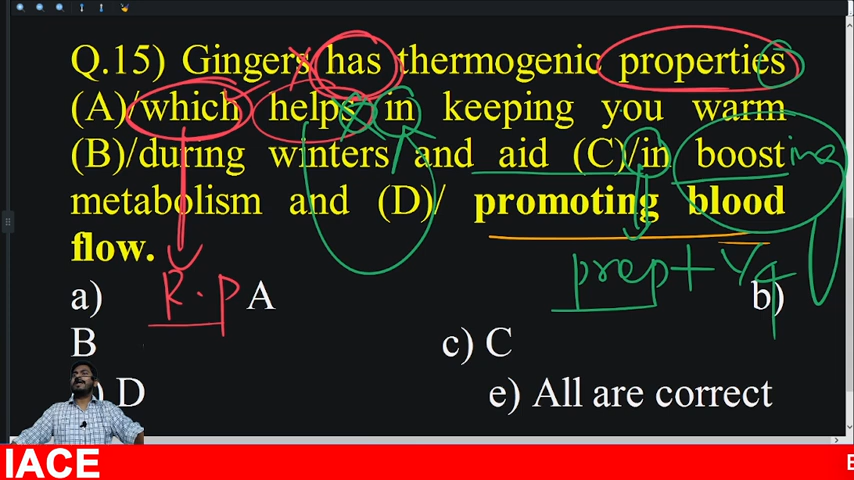 Q.15) Gingers has thermogenic properties
(A)/which helps in keeping you warm
(B)/during winters/ and aid (C)/in boosting
metabolism and (D)/ promoting blood
flow.
prep + V4
a) R.P A b)
B c) C
) D e) All are correct
IACE E